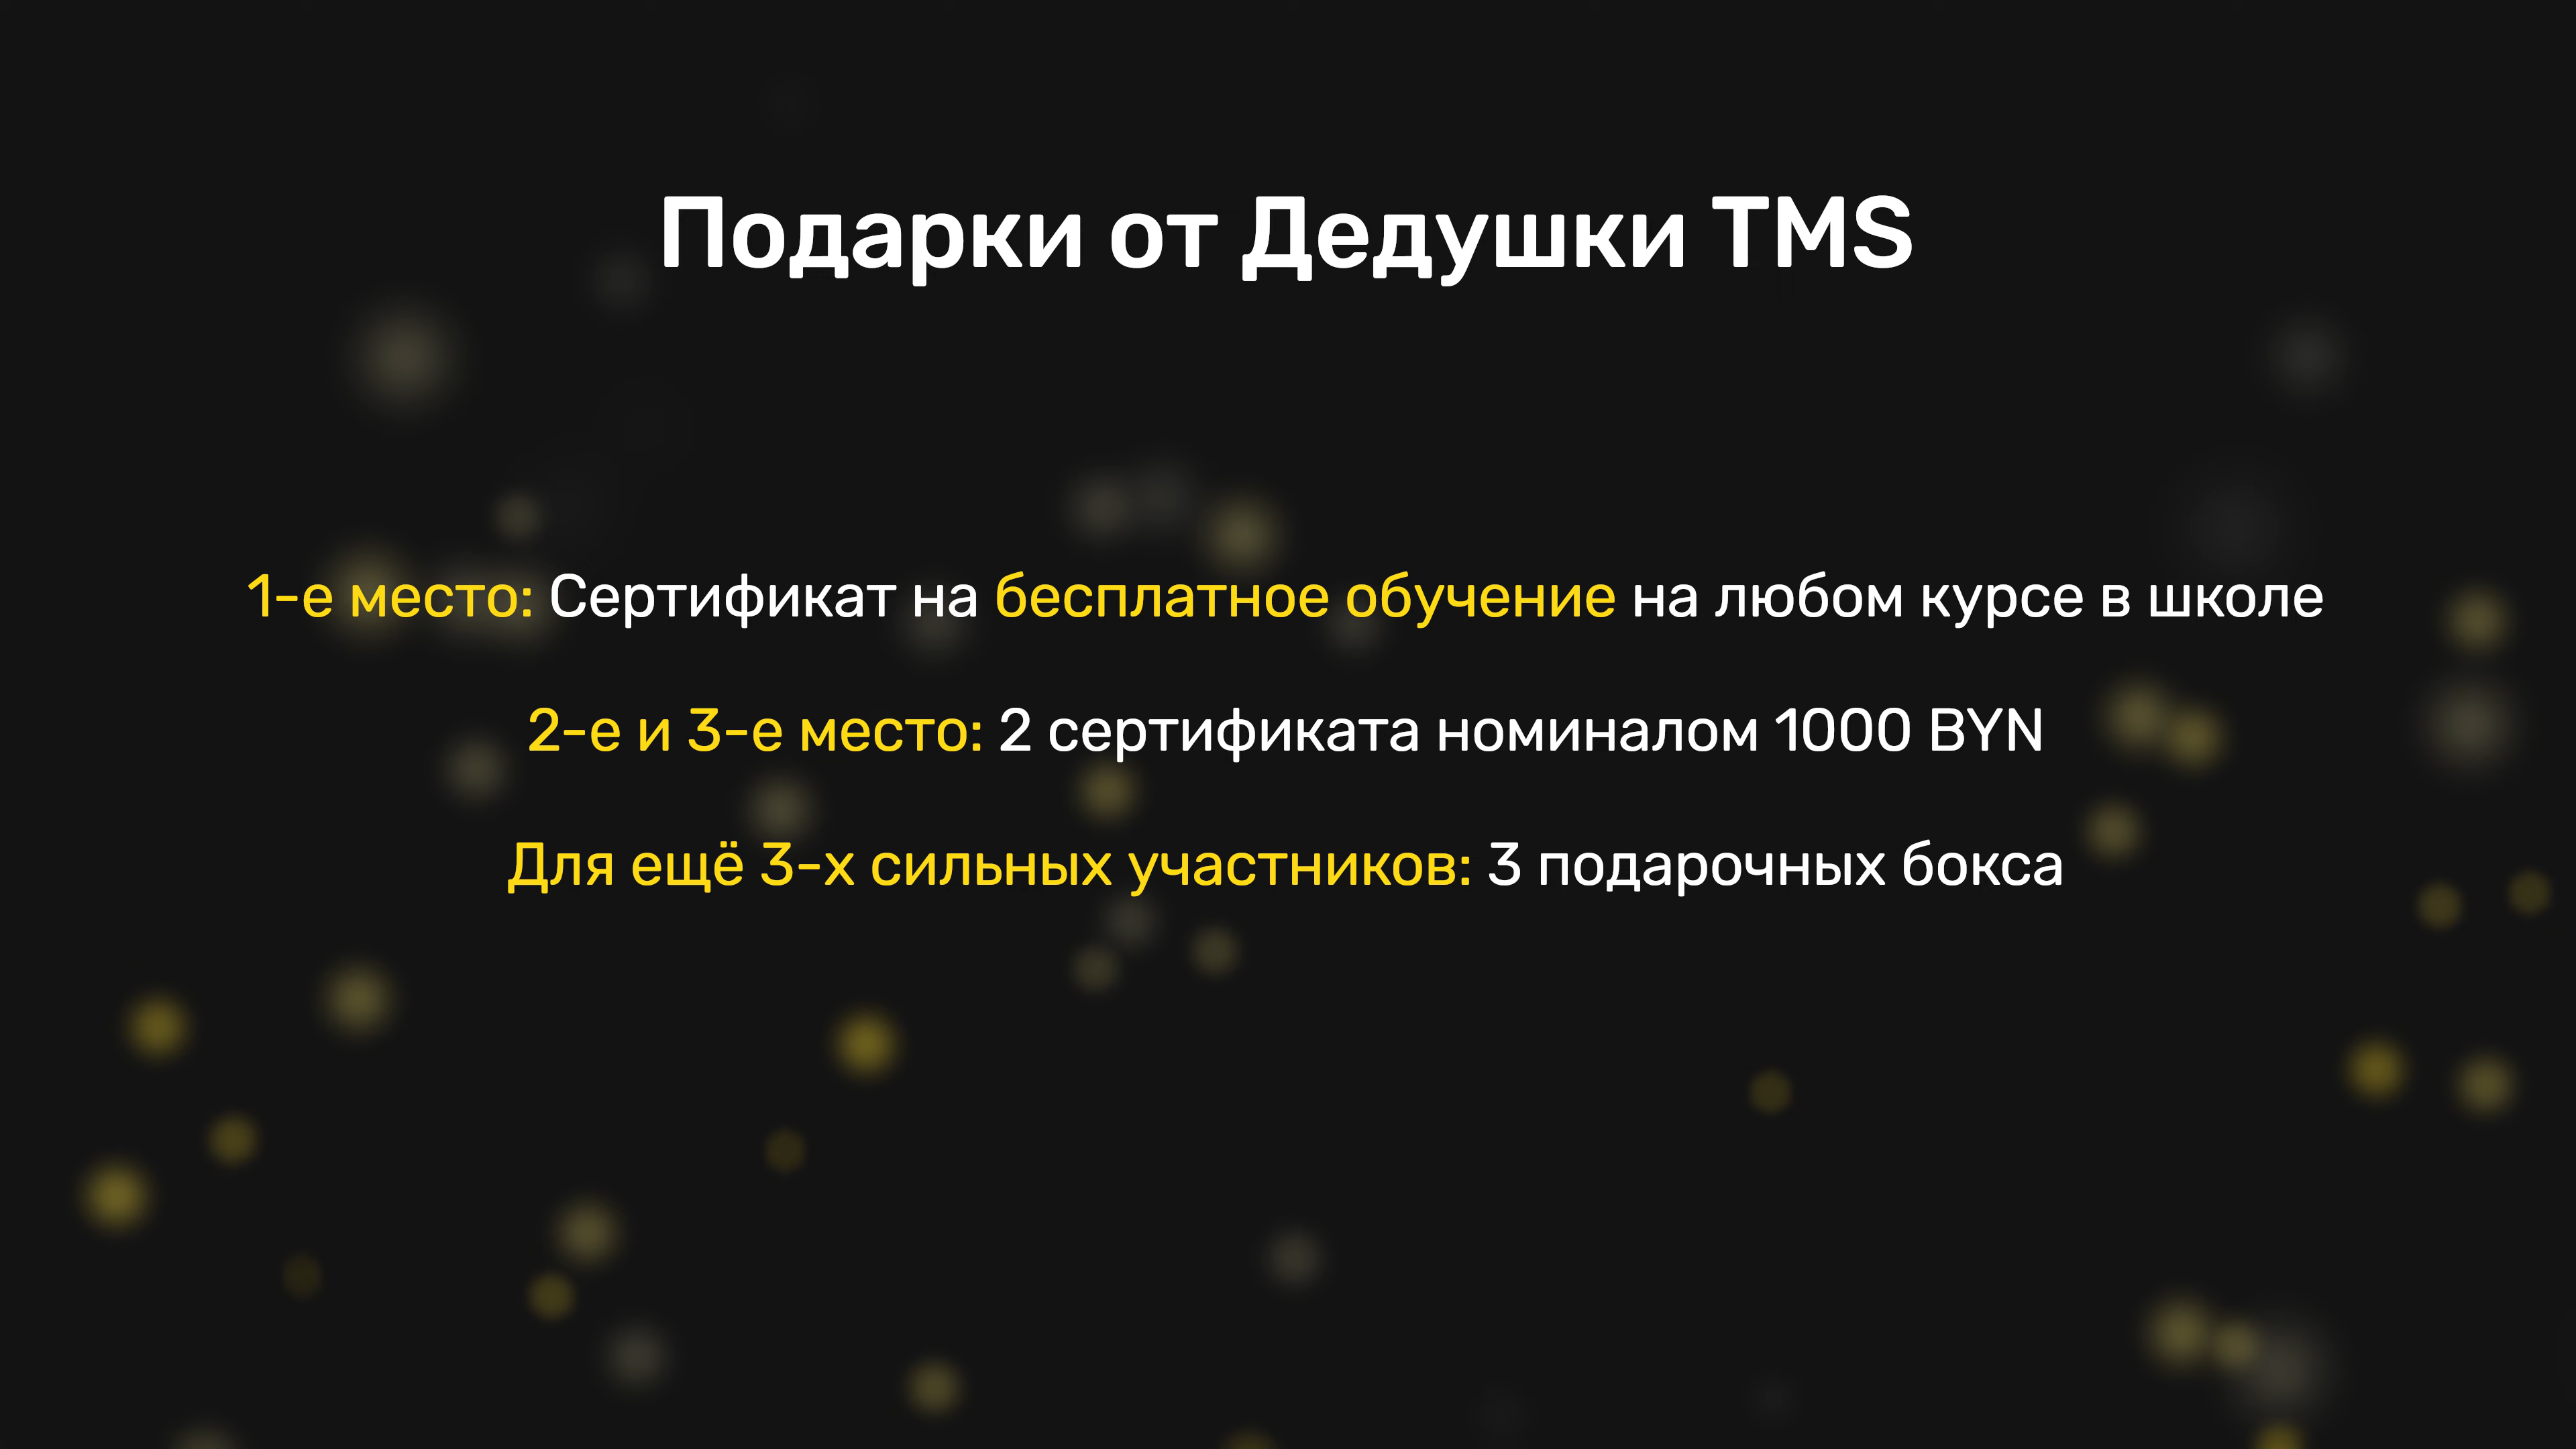 Подарки от Дедушки TMS
1-е место: Сертификат на бесплатное обучение на любом курсе в школе
2-е и 3-е место: 2 сертификата номиналом 1000 BYN
Для ещё 3-х сильных участников: 3 подарочных бокса